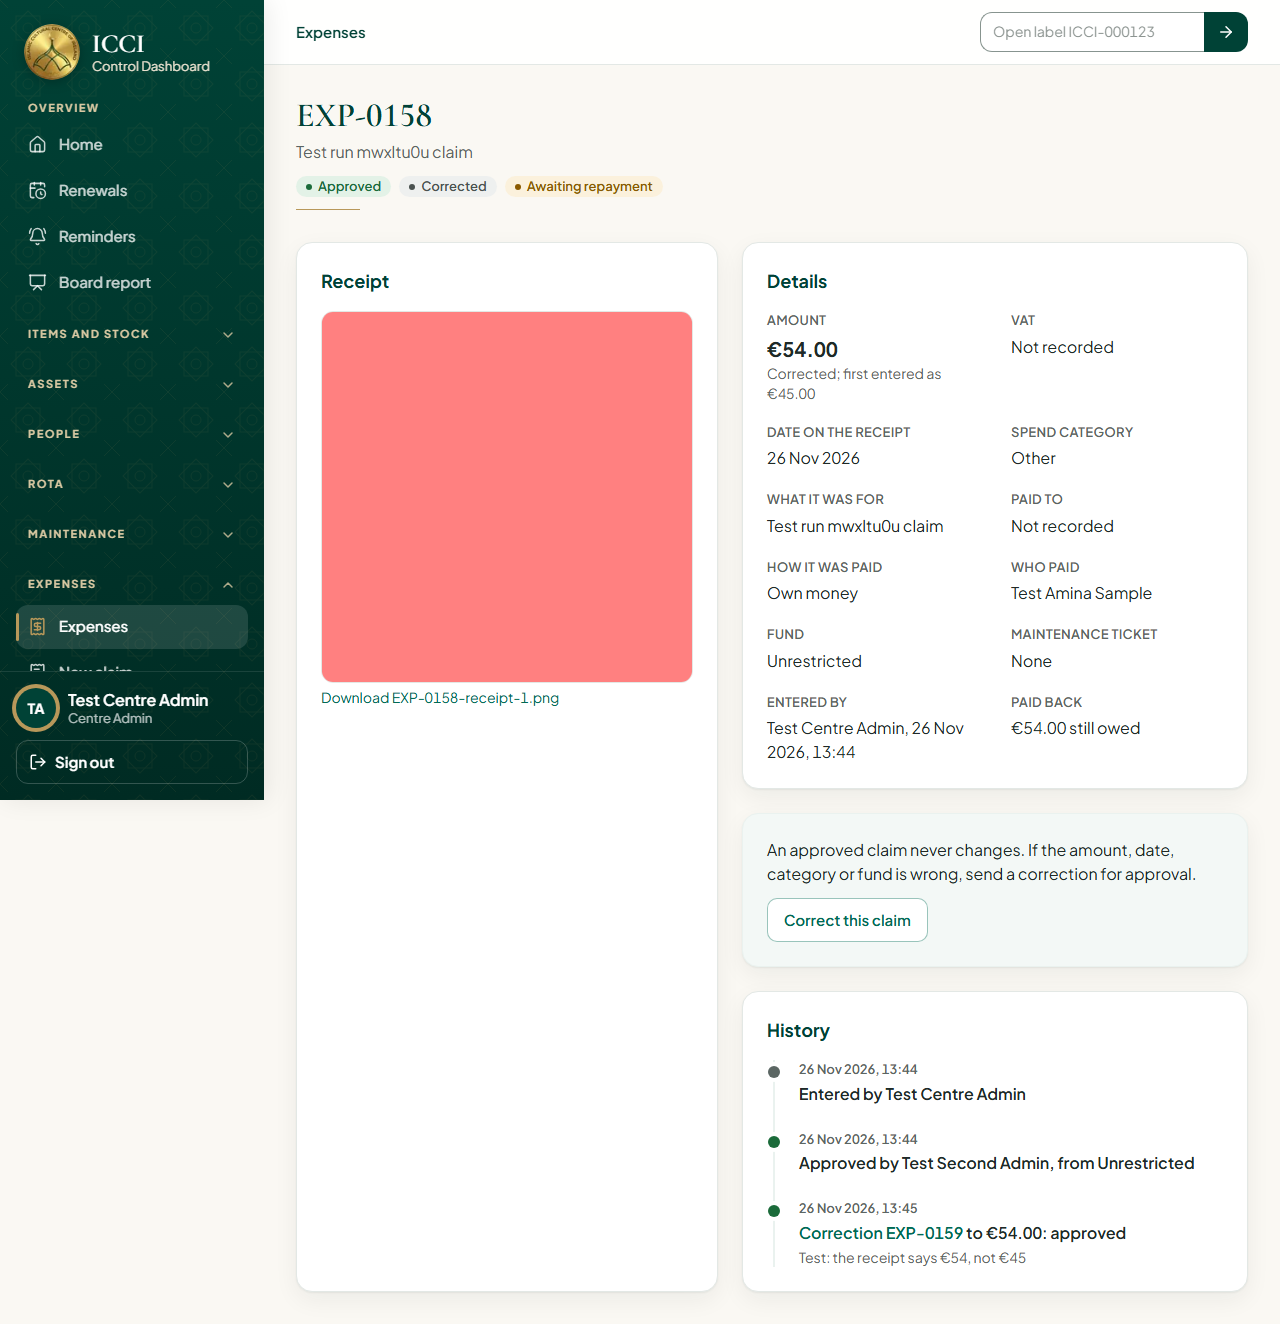 ICCI
Control Dashboard
OVERVIEW
Home
Renewals
Reminders
Board report
ITEMS AND STOCK
ASSETS
PEOPLE
ROTA
MAINTENANCE
EXPENSES
Expenses
New claim
TA
Test Centre Admin
Centre Admin
Sign out
Expenses
Open label ICCI-000123
EXP-0158
Test run mwxltu0u claim
Approved
Corrected
Awaiting repayment
Receipt
Download EXP-0158-receipt-1.png
Details
AMOUNT
€54.00
Corrected; first entered as
€45.00
VAT
Not recorded
DATE ON THE RECEIPT
26 Nov 2026
SPEND CATEGORY
Other
WHAT IT WAS FOR
Test run mwxltu0u claim
PAID TO
Not recorded
HOW IT WAS PAID
Own money
WHO PAID
Test Amina Sample
FUND
Unrestricted
MAINTENANCE TICKET
None
ENTERED BY
Test Centre Admin, 26 Nov
2026, 13:44
PAID BACK
€54.00 still owed
An approved claim never changes. If the amount, date,
category or fund is wrong, send a correction for approval.
Correct this claim
History
26 Nov 2026, 13:44
Entered by Test Centre Admin
26 Nov 2026, 13:44
Approved by Test Second Admin, from Unrestricted
26 Nov 2026, 13:45
Correction EXP-0159 to €54.00: approved
Test: the receipt says €54, not €45